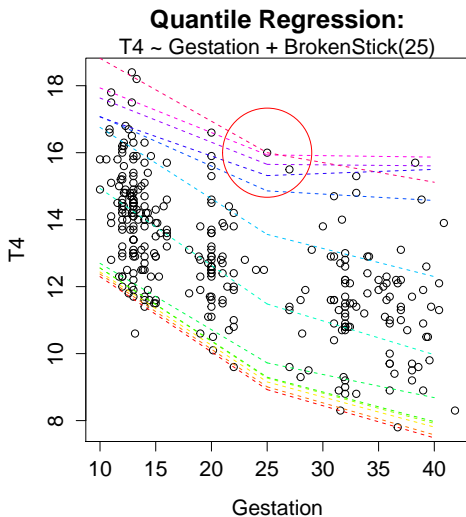 Quantile Regression:
T4 ~ Gestation + BrokenStick(25)
18
16
14
12
10
8
T4
10 15 20 25 30 35 40
Gestation